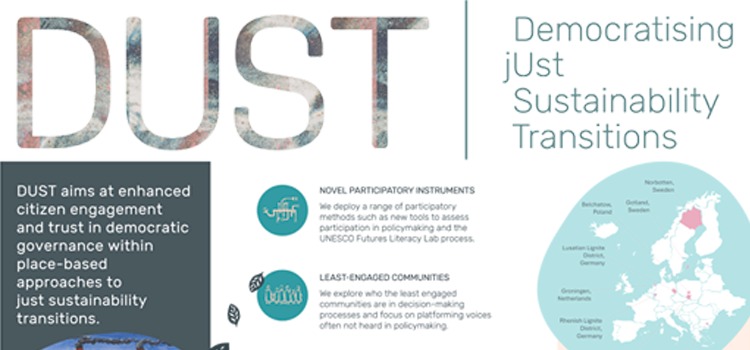 DUST
Democratising
jUst
Sustainability
Transitions
DUST aims at enhanced
citizen engagement
and trust in democratic
governance within
place-based
approaches to
just sustainability
transitions.
NOVEL PARTICIPATORY INSTRUMENTS
We deploy a range of participatory
methods such as new tools to assess
participation in policymaking and the
UNESCO Futures Literacy Lab process.
LEAST-ENGAGED COMMUNITIES
We explore who the least engaged
communities are in decision-making
processes and focus on platforming voices
often not heard in policymaking.
Norbotten,
Sweden
Gotland,
Sweden
Belchatow,
Poland
Lusatian Lignite
District,
Germany
Groningen,
Netherlands
Rhenish Lignite
District,
Germany